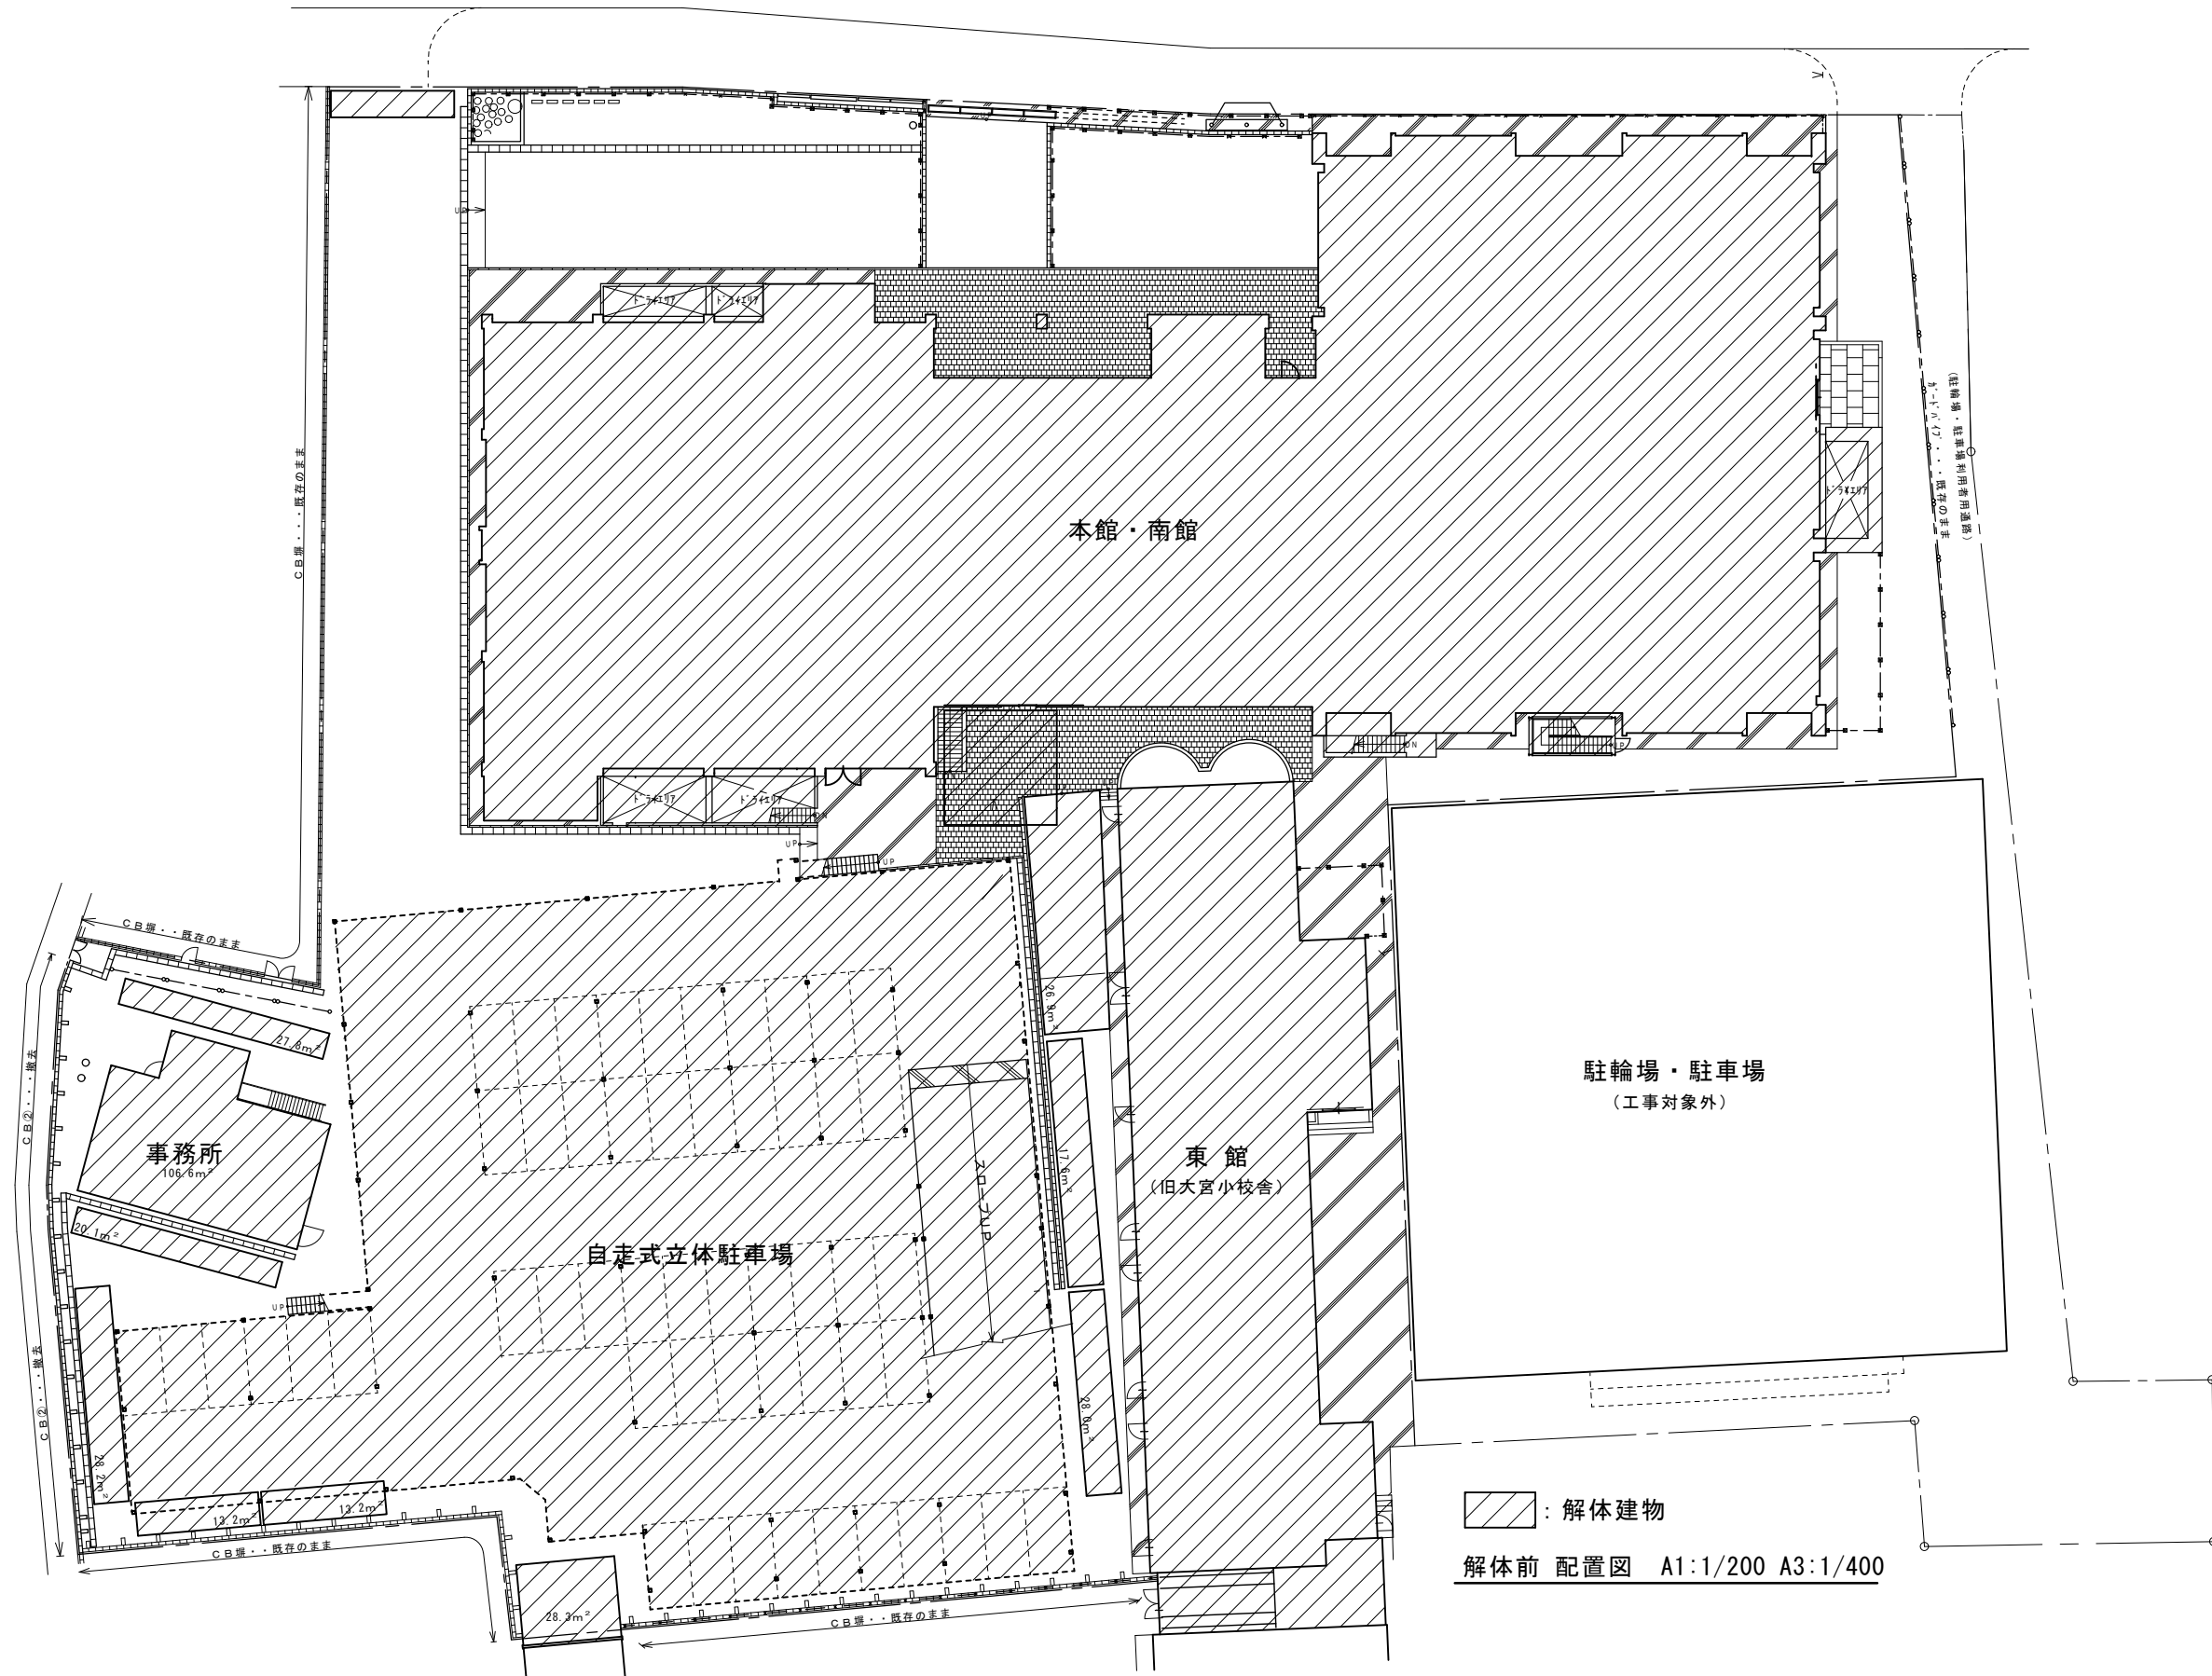 UP
ﾄﾞﾗｲｴﾘｱ
ﾄﾞﾗｲｴﾘｱ
CB塀・・・既存のまま
本館・南館
ﾄﾞﾗｲｴﾘｱ
(駐輪場・駐車場利用者用通路)
ｶﾞｰﾄﾞﾊﾟｲﾌﾟ・・・既存のまま
DN
UP
ﾄﾞﾗｲｴﾘｱ
ﾄﾞﾗｲｴﾘｱ
DN
UP
UP
UP
CB塀・・既存のまま
27.8m²
CB②・・撤去
事務所
106.6m²
20.1m²
26.9m²
17.6m²
スロープUP
東 館
(旧大宮小校舎)
駐輪場・駐車場
(工事対象外)
自走式立体駐車場
UP
CB②・・・撤去
28.0m²
28.2m²
13.2m²
13.2m²
CB塀・・既存のまま
28.3m²
CB塀・・既存のまま
:解体建物
解体前 配置図 A1:1/200 A3:1/400